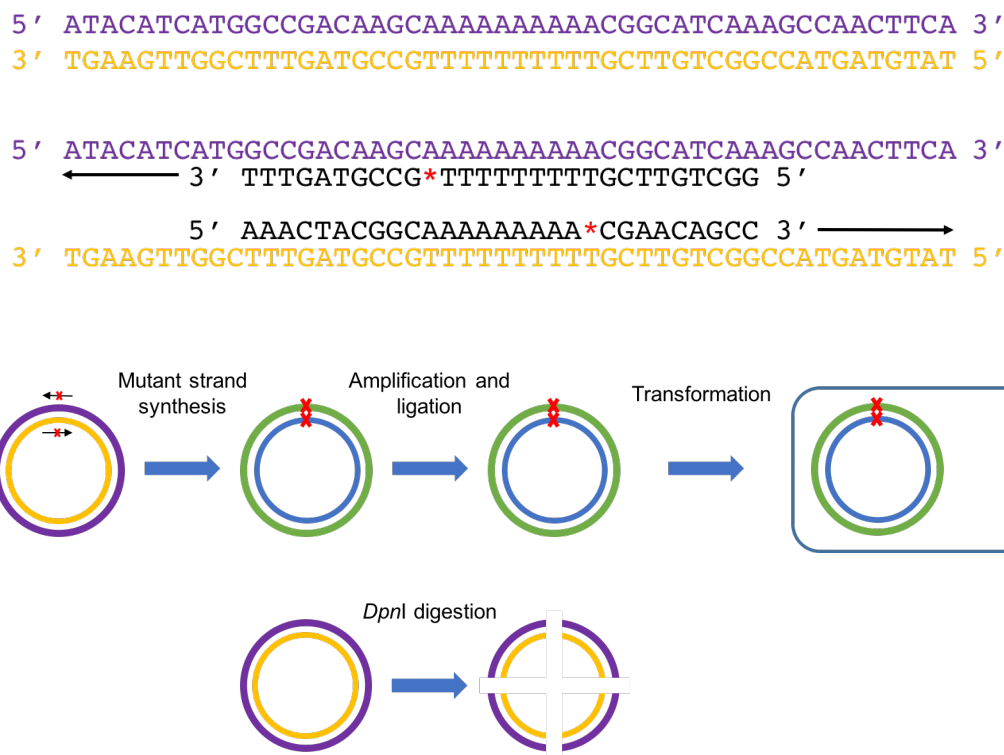 5′ ATACATCATGGCCGACAAGCAAAAAAAAAACGGCATCAAAGCCAACTTCA 3′
3′ TGAAGTTGGCTTTGATGCCGTTTTTTTTTTGCTTGTCGGCCATGATGTAT 5′
5′ ATACATCATGGCCGACAAGCAAAAAAAAAACGGCATCAAAGCCAACTTCA 3′
3′ TTTGATGCCG*TTTTTTTTTGCTTGTCGG 5′
5′ AAACTACGGCAAAAAAAAA*CGAACAGCC 3′
3′ TGAAGTTGGCTTTGATGCCGTTTTTTTTTTGCTTGTCGGCCATGATGTAT 5′
Mutant strand
synthesis
Amplification and
ligation
Transformation
DpnI digestion